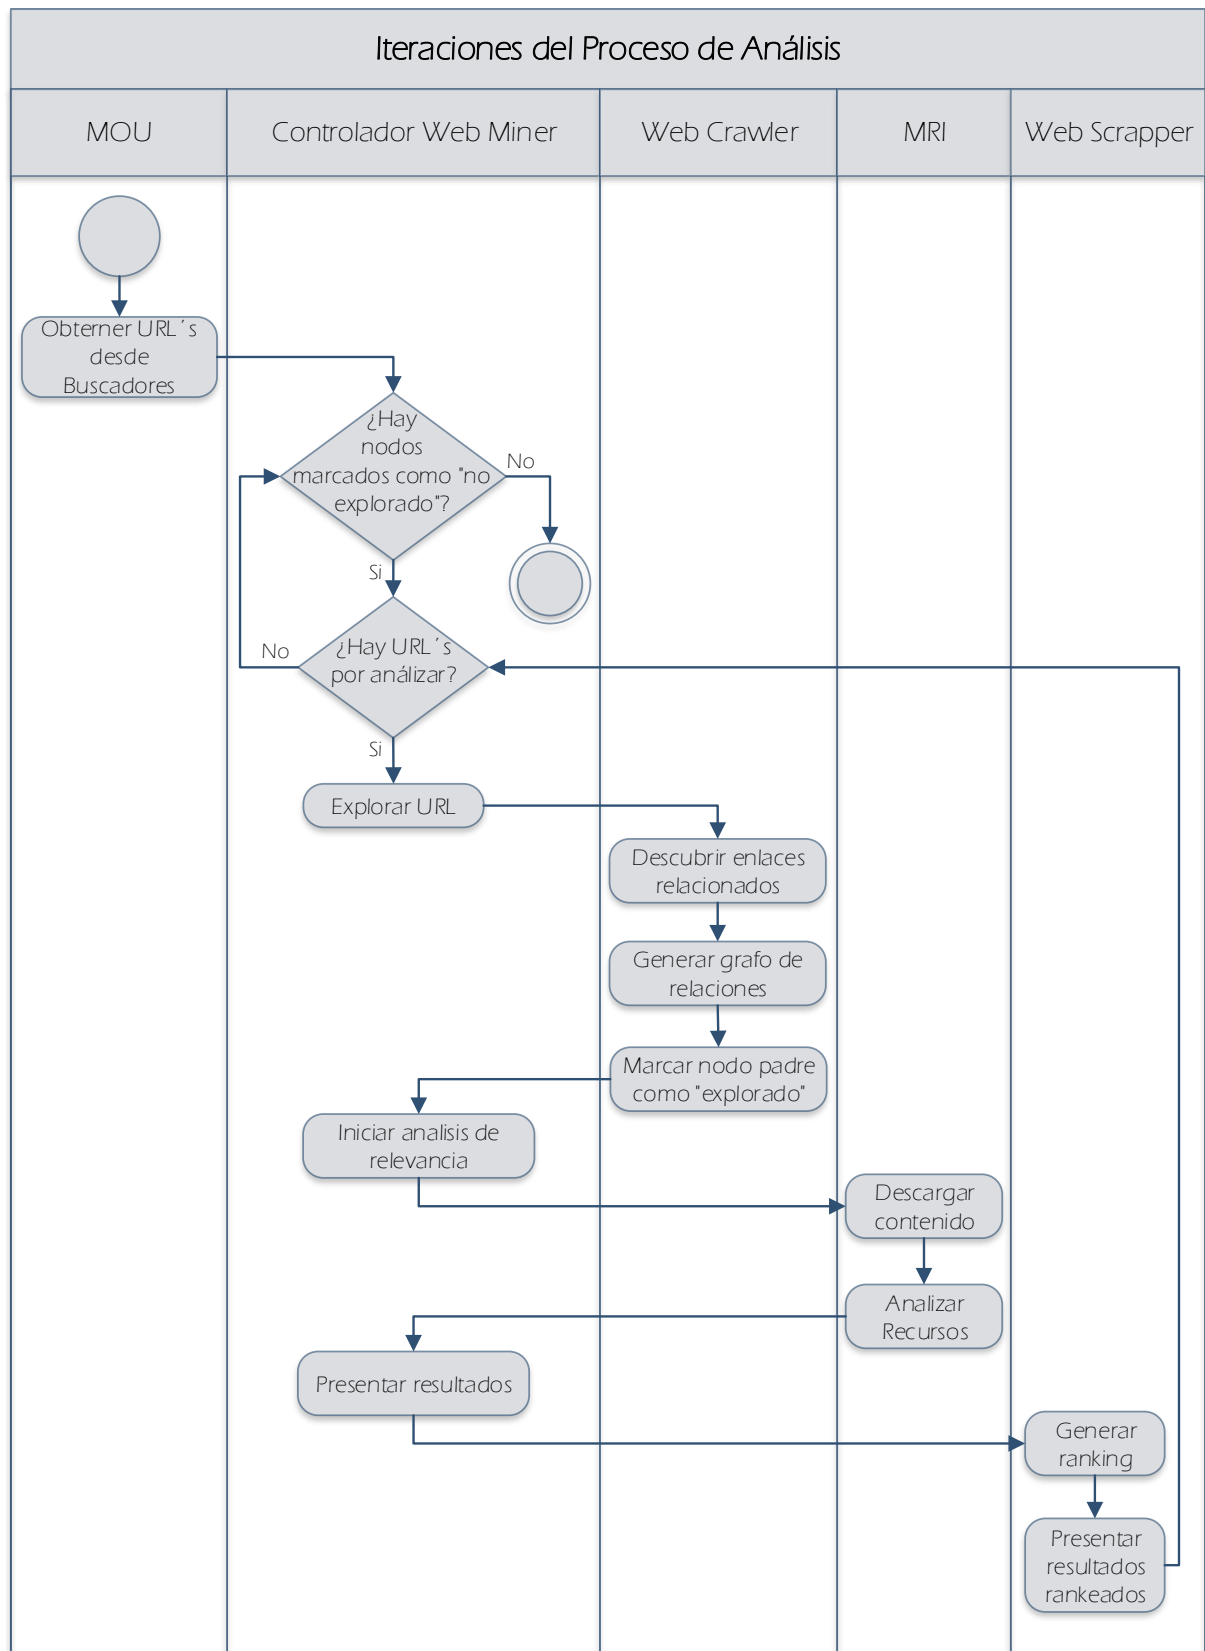 Iteraciones del Proceso de Análisis
MOU
Controlador Web Miner
Web Crawler
MRI
Web Scrapper
Obterner URL´s
desde
Buscadores
¿Hay
nodos
marcados como "no
explorado"?
No
Si
¿Hay URL´s
por análizar?
No
Si
Explorar URL
Descubrir enlaces
relacionados
Generar grafo de
relaciones
Marcar nodo padre
como "explorado"
Iniciar analisis de
relevancia
Descargar
contenido
Analizar
Recursos
Presentar resultados
Generar
ranking
Presentar
resultados
rankeados